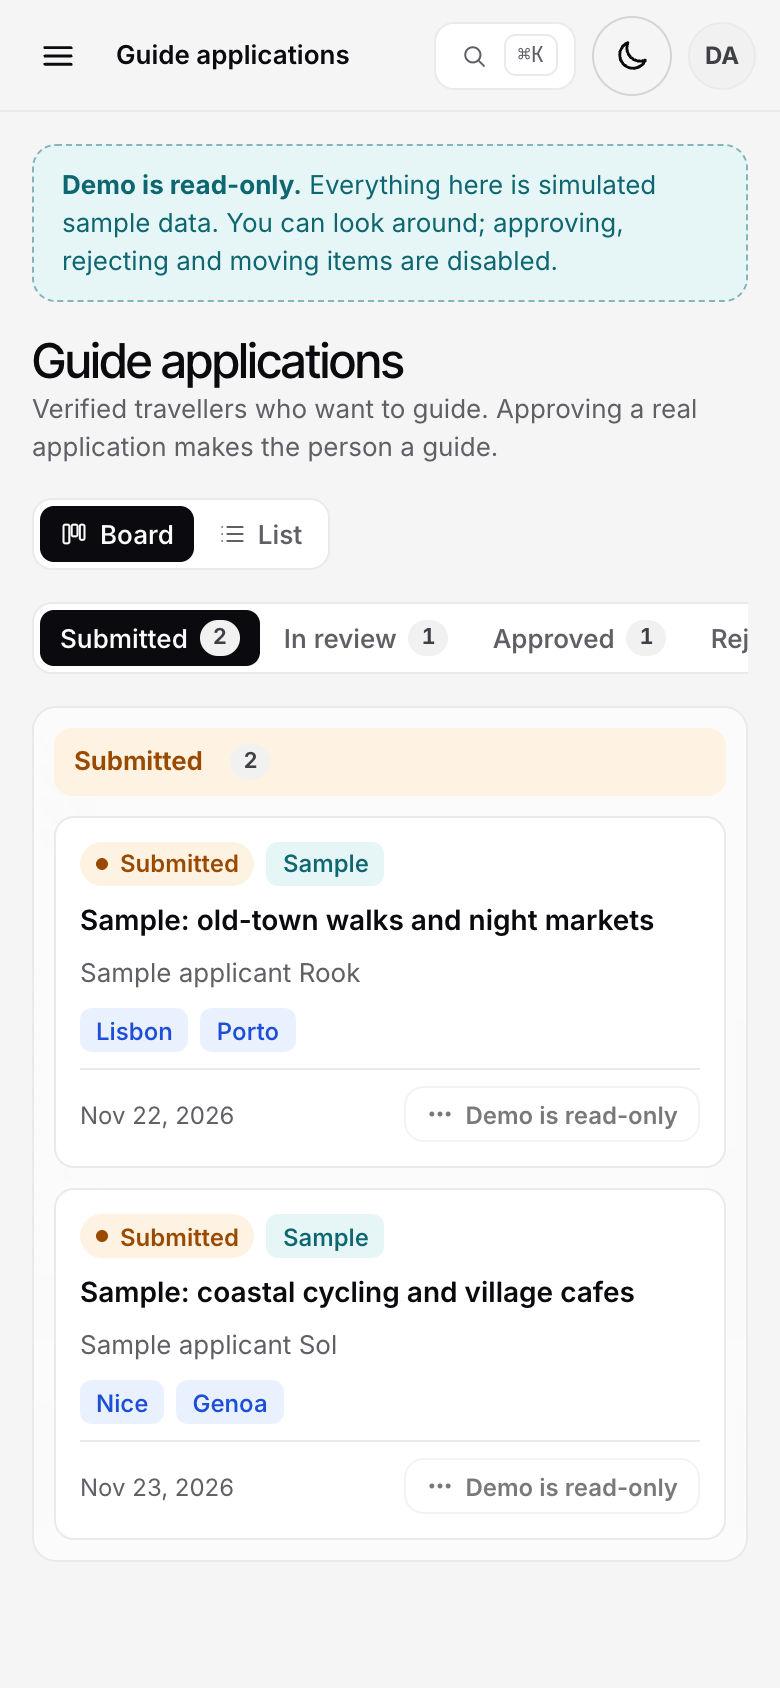 Guide applications
⌘K
DA
Demo is read-only. Everything here is simulated
sample data. You can look around; approving,
rejecting and moving items are disabled.
Guide applications
Verified travellers who want to guide. Approving a real
application makes the person a guide.
Board
List
Submitted 2
In review 1
Approved 1
Rej
Submitted 2
Submitted
Sample
Sample: old-town walks and night markets
Sample applicant Rook
Lisbon
Porto
Nov 22, 2026
Demo is read-only
Submitted
Sample
Sample: coastal cycling and village cafes
Sample applicant Sol
Nice
Genoa
Nov 23, 2026
Demo is read-only